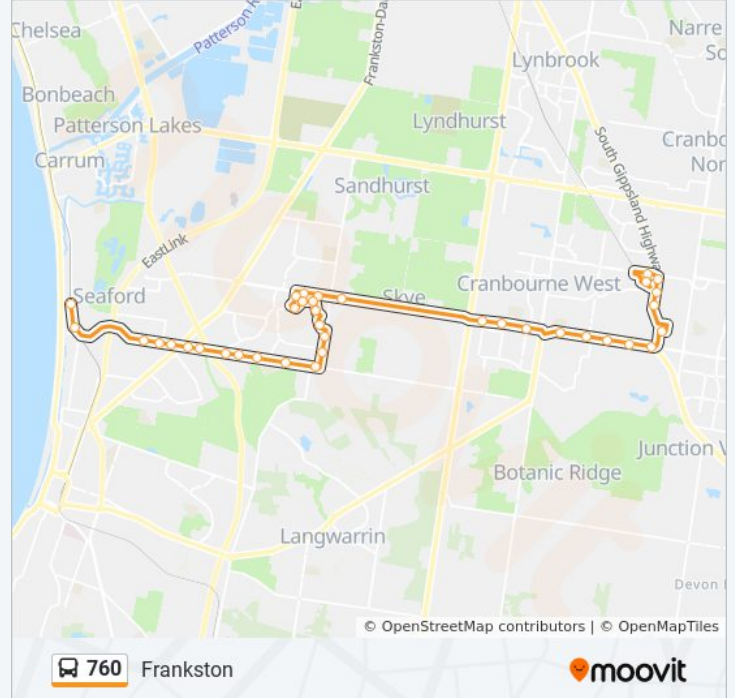 Chelsea
Patterson R
Frankston-Da
Narre
So
Lynbrook
Bonbeach
Patterson Lakes
Lyndhurst
South Gippsland Highwa
Cranbo
Nor
Carrum
Sandhurst
EastLink
Seaford
Skye
Cranbourne West
Junction V
Botanic Ridge
Langwarrin
Devon
© OpenStreetMap contributors | © OpenMapTiles
760 Frankston
moovit